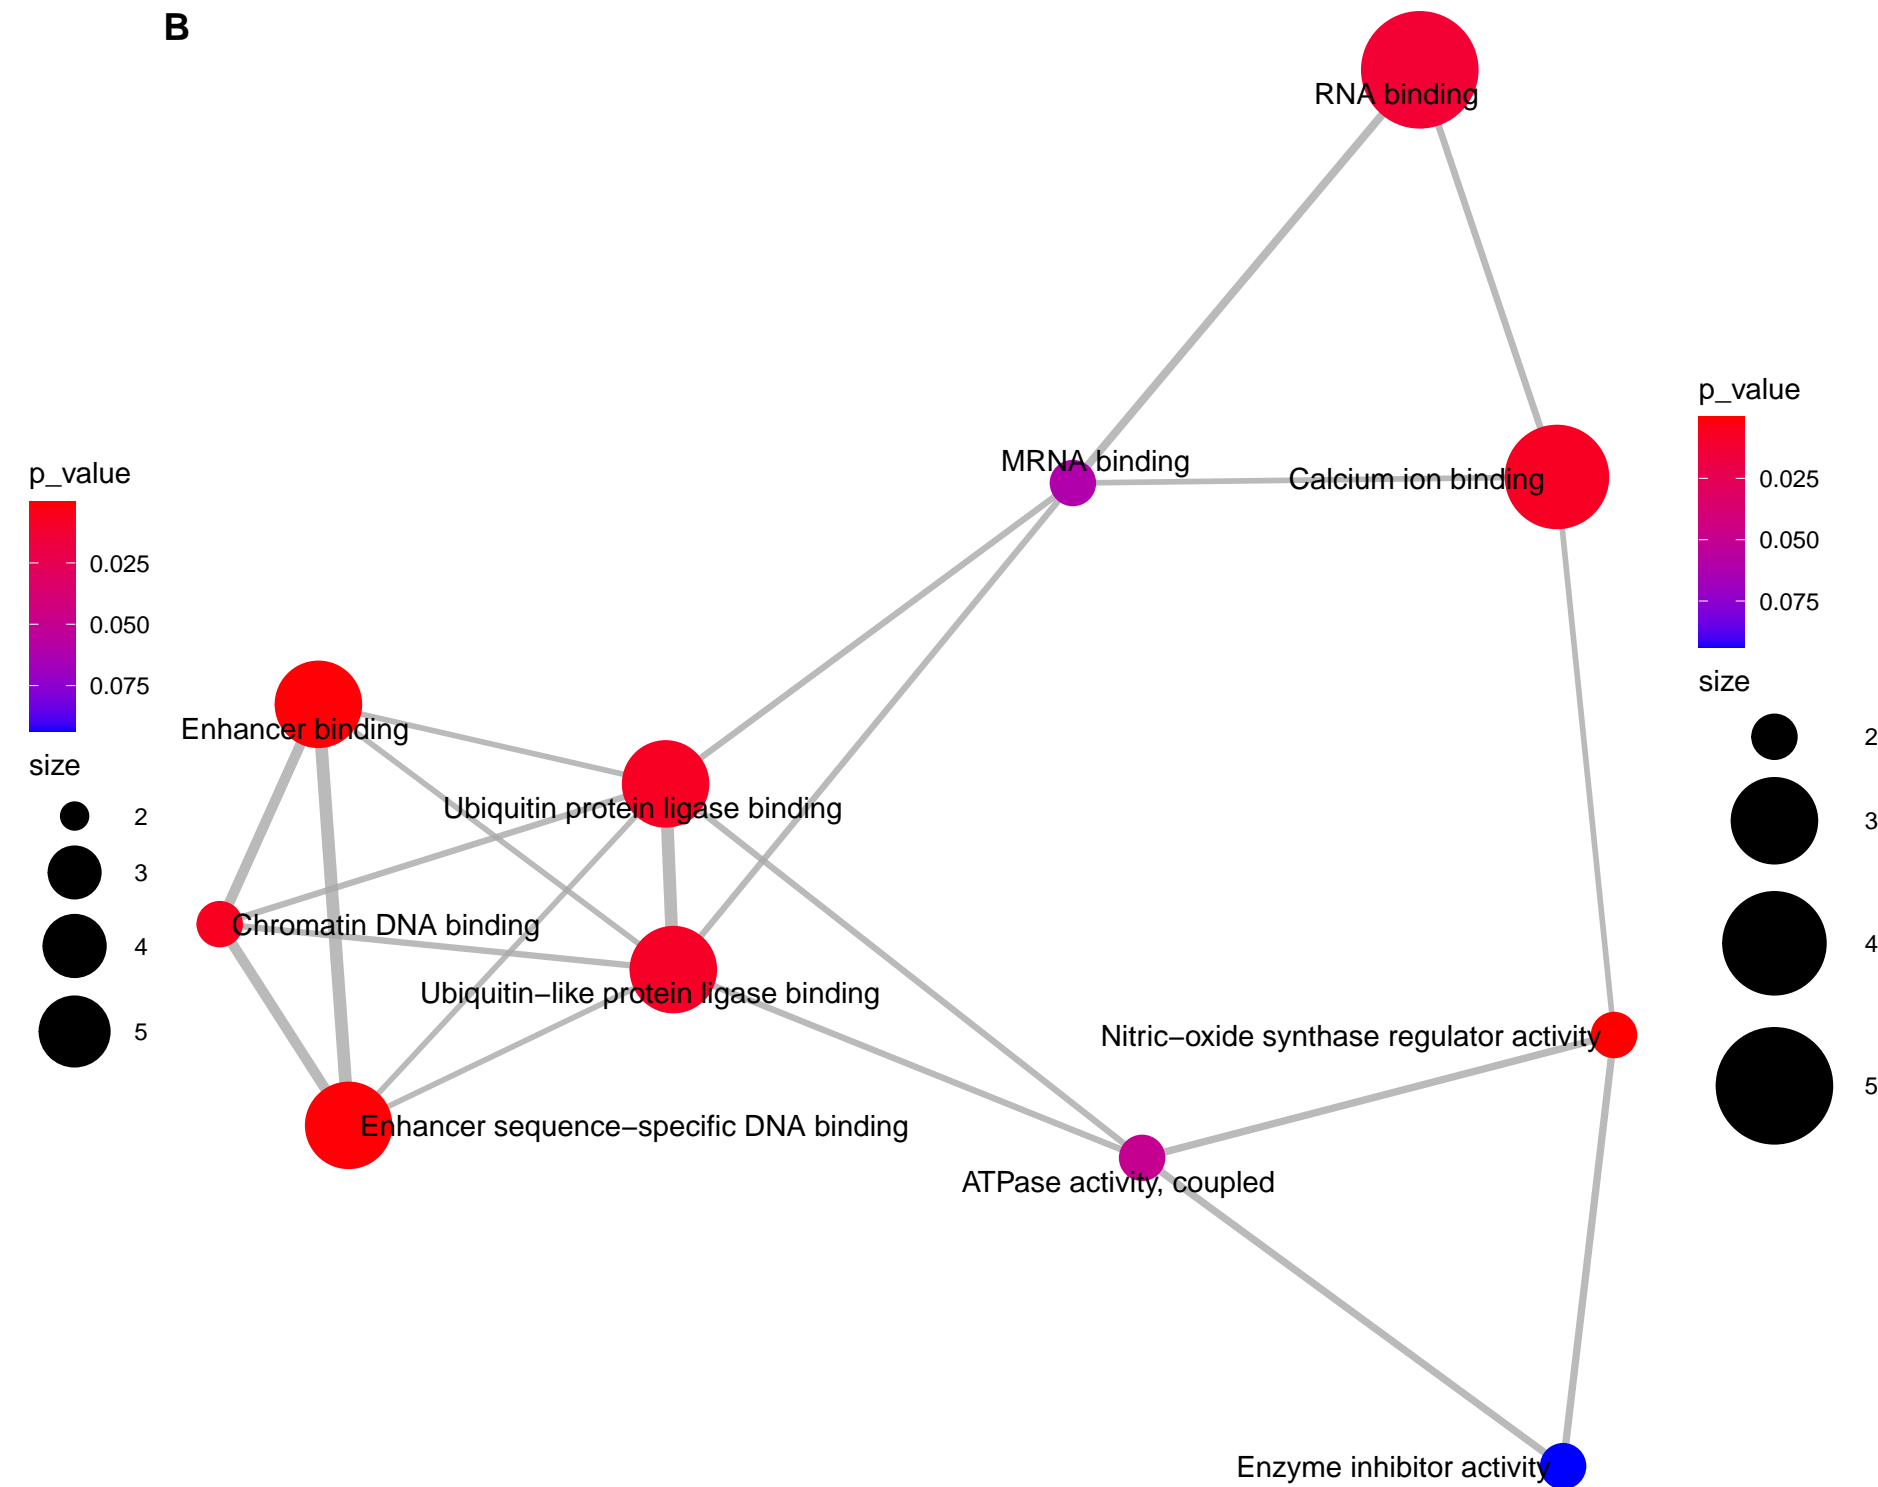 B
RNA binding
MRNA binding
Calcium ion binding
p_value
0.025
0.050
0.075
size
2
3
4
5
p_value
0.025
0.050
0.075
size
2
3
4
5
Enhancer binding
Ubiquitin protein ligase binding
Chromatin DNA binding
Ubiquitin−like protein ligase binding
Nitric−oxide synthase regulator activity
Enhancer sequence−specific DNA binding
ATPase activity, coupled
Enzyme inhibitor activity